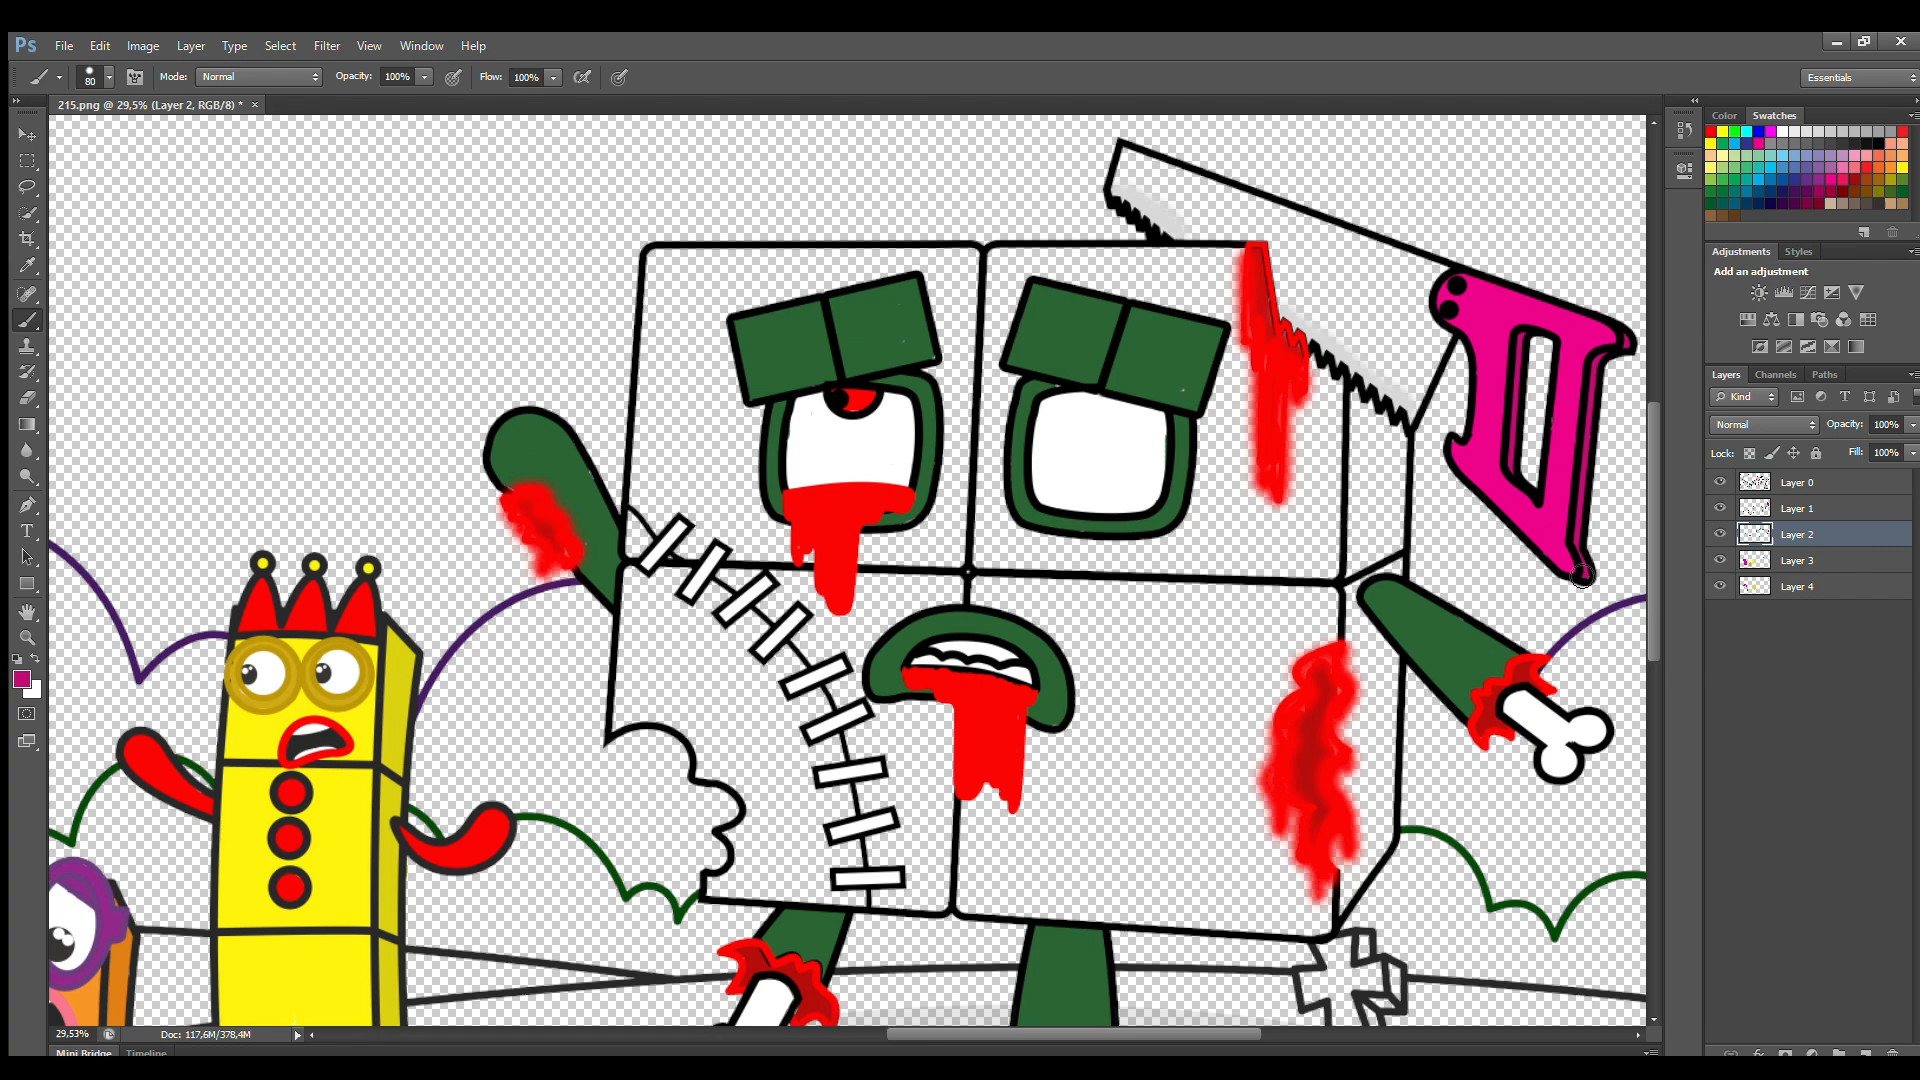 Ps File Edit Image Layer Type Select Filter View Window Help
80 Mode: Normal Opacity: 100% Flow: 100% Essentials
215.png @ 29,5% (Layer 2, RGB/8) *
Color Swatches
Adjustments Styles
Add an adjustment
Layers Channels Paths
Kind
Normal Opacity: 100%
Lock: Fill: 100%
Layer 0
Layer 1
Layer 2
Layer 3
Layer 4
29,53% Doc: 117,6M/378,4M
Mini Bridge Timeline